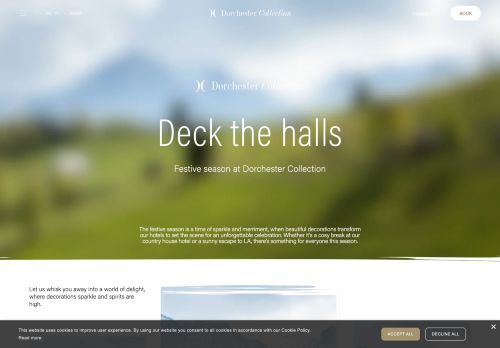 Dorchester Collection
BOOK
Dorchester Collection
Deck the halls
Festive season at Dorchester Collection
The festive season is a time of sparkle and merriment, when beautiful decorations transform
our hotels to set the scene for an unforgettable celebration. Whether it's a cosy break at our
country house hotel or a sunny escape to LA, there's something for everyone this season.
Let us whisk you away into a world of delight,
where decorations sparkle and spirits are
high.
This website uses cookies to improve user experience. By using our website you consent to all cookies in accordance with our Cookie Policy.
Read more
ACCEPT ALL
DECLINE ALL